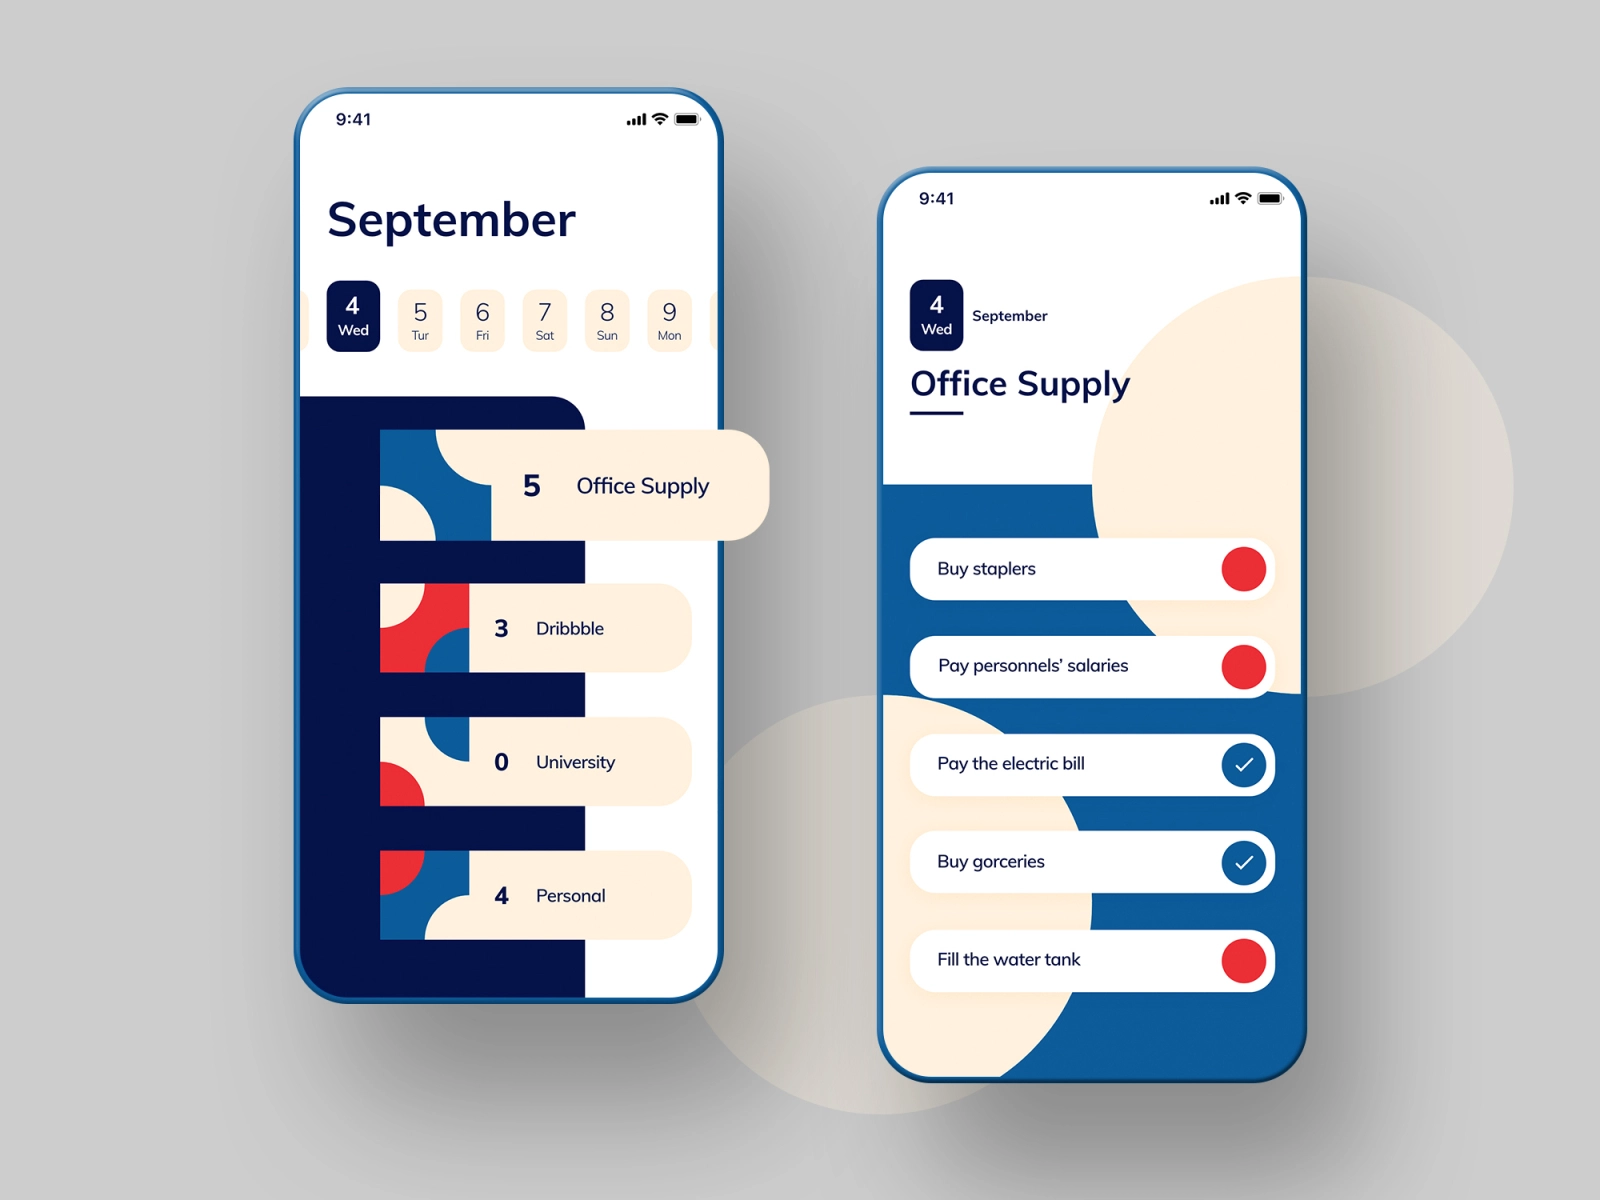 9:41
September
4
Wed
5
Tur
6
Fri
7
Sat
8
Sun
9
Mon
5 Office Supply
3 Dribbble
0 University
4 Personal
9:41
4
Wed
September
Office Supply
Buy staplers
Pay personnels’ salaries
Pay the electric bill
Buy gorceries
Fill the water tank